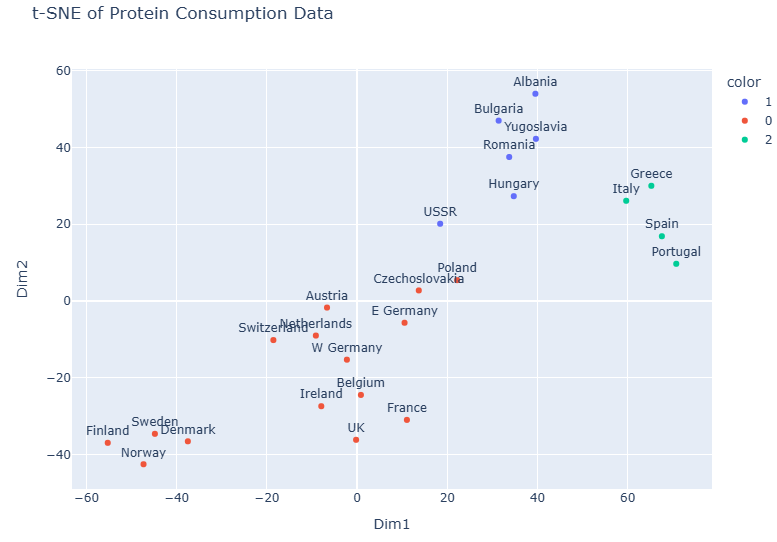 t-SNE of Protein Consumption Data
color
1
0
2
60
40
20
0
−20
−40
Dim2
Albania
Bulgaria
Yugoslavia
Romania
Greece
Hungary
Italy
USSR
Spain
Portugal
Poland
Czechoslovakia
Austria
E Germany
Netherlands
Switzerland
W Germany
Belgium
Ireland
France
Sweden
UK
Finland
Denmark
Norway
−60
−40
−20
0
20
40
60
Dim1